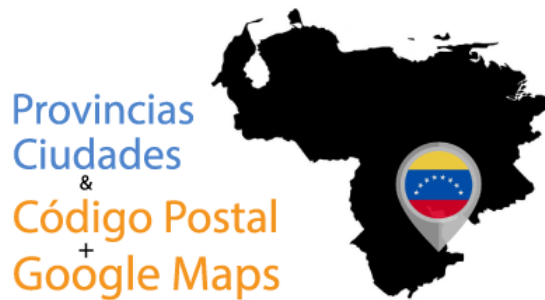 Provincias
Ciudades
&
Código Postal
+
Google Maps